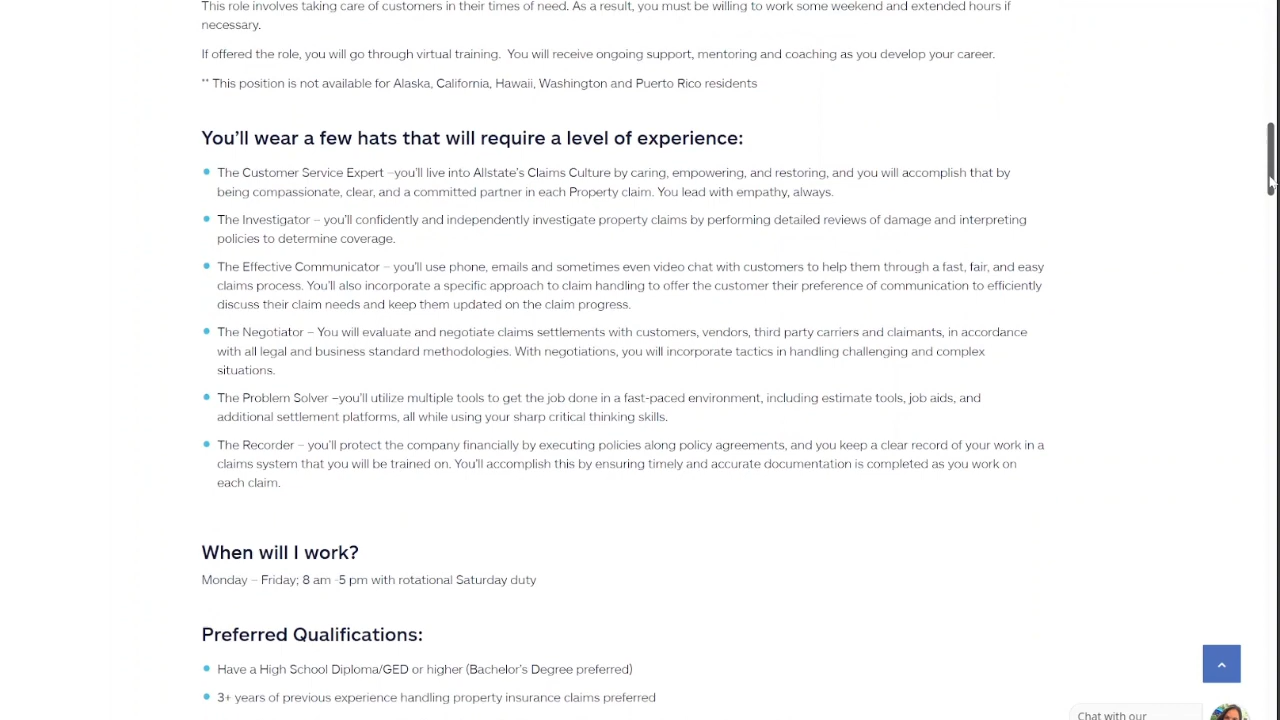 This role involves taking care of customers in their times of need. As a result, you must be willing to work some weekend and extended hours if
necessary.
If offered the role, you will go through virtual training. You will receive ongoing support, mentoring and coaching as you develop your career.
** This position is not available for Alaska, California, Hawaii, Washington and Puerto Rico residents
You'll wear a few hats that will require a level of experience:
The Customer Service Expert –you'll live into Allstate's Claims Culture by caring, empowering, and restoring, and you will accomplish that by
being compassionate, clear, and a committed partner in each Property claim. You lead with empathy, always.
The Investigator – you'll confidently and independently investigate property claims by performing detailed reviews of damage and interpreting
policies to determine coverage.
The Effective Communicator – you'll use phone, emails and sometimes even video chat with customers to help them through a fast, fair, and easy
claims process. You'll also incorporate a specific approach to claim handling to offer the customer their preference of communication to efficiently
discuss their claim needs and keep them updated on the claim progress.
The Negotiator – You will evaluate and negotiate claims settlements with customers, vendors, third party carriers and claimants, in accordance
with all legal and business standard methodologies. With negotiations, you will incorporate tactics in handling challenging and complex
situations.
The Problem Solver –you'll utilize multiple tools to get the job done in a fast-paced environment, including estimate tools, job aids, and
additional settlement platforms, all while using your sharp critical thinking skills.
The Recorder – you'll protect the company financially by executing policies along policy agreements, and you keep a clear record of your work in a
claims system that you will be trained on. You'll accomplish this by ensuring timely and accurate documentation is completed as you work on
each claim.
When will I work?
Monday – Friday; 8 am -5 pm with rotational Saturday duty
Preferred Qualifications:
Have a High School Diploma/GED or higher (Bachelor's Degree preferred)
3+ years of previous experience handling property insurance claims preferred
Chat with our